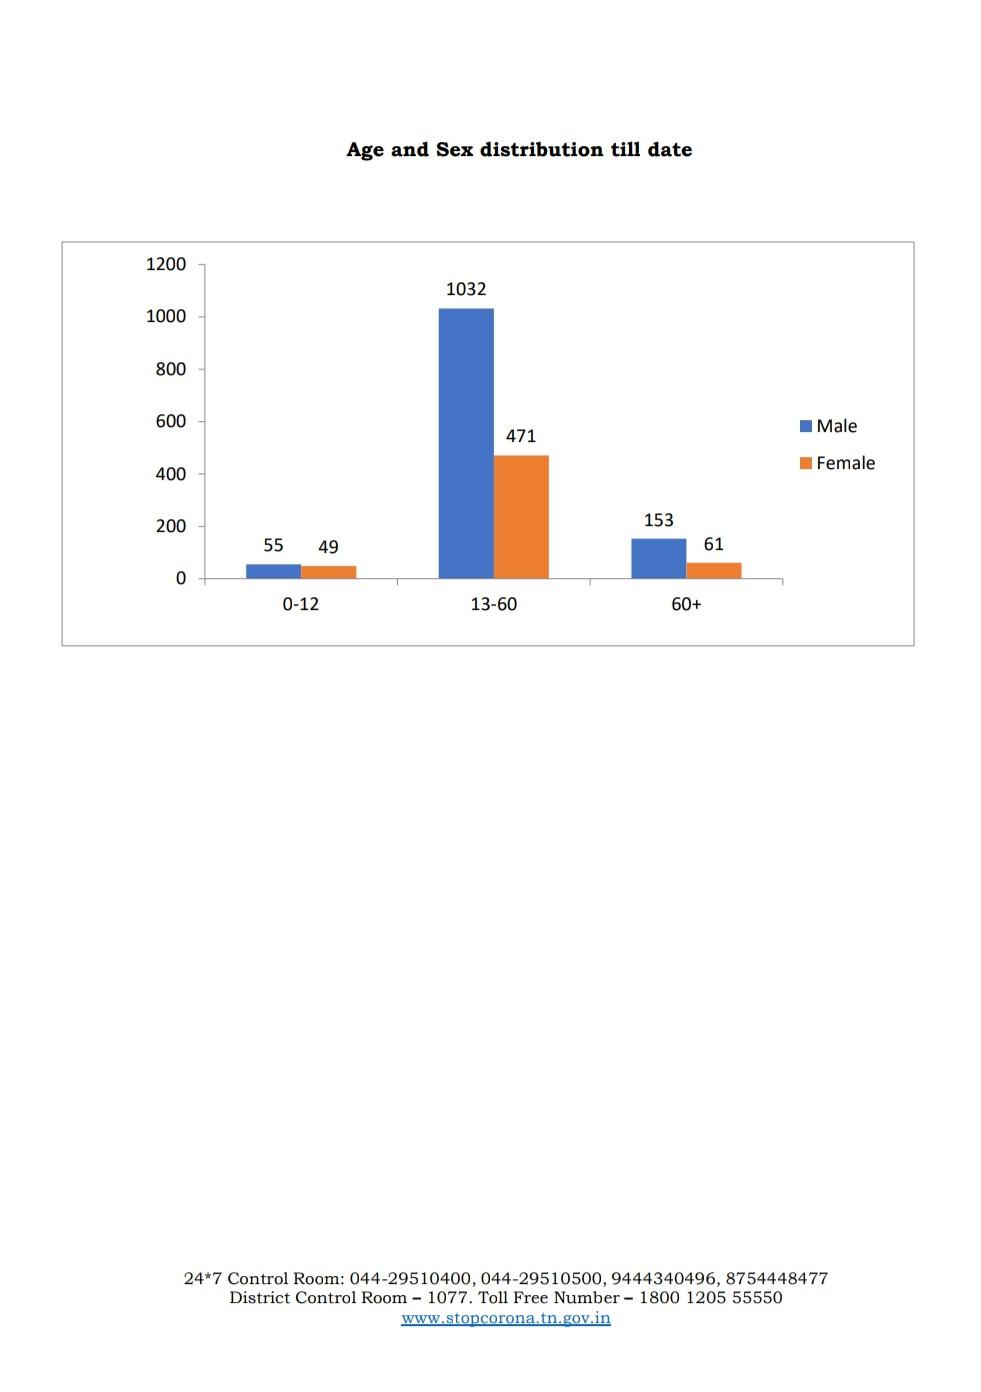 Age and Sex distribution till date
1200
1000
800
600
400
200
0
1032
471
153
61
55
49
0-12
13-60
60+
Male
Female
24*7 Control Room: 044-29510400, 044-29510500, 9444340496, 8754448477
District Control Room – 1077. Toll Free Number – 1800 1205 55550
www.stopcorona.tn.gov.in